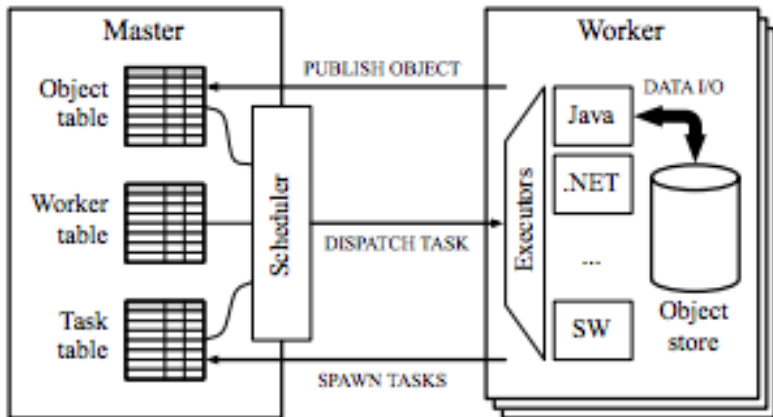 Master
Worker
PUBLISH OBJECT
Object
table
Java
DATA I/O
.NET
Worker
table
Scheduler
DISPATCH TASK
Executors
...
Task
table
SW
Object
store
SPAWN TASKS